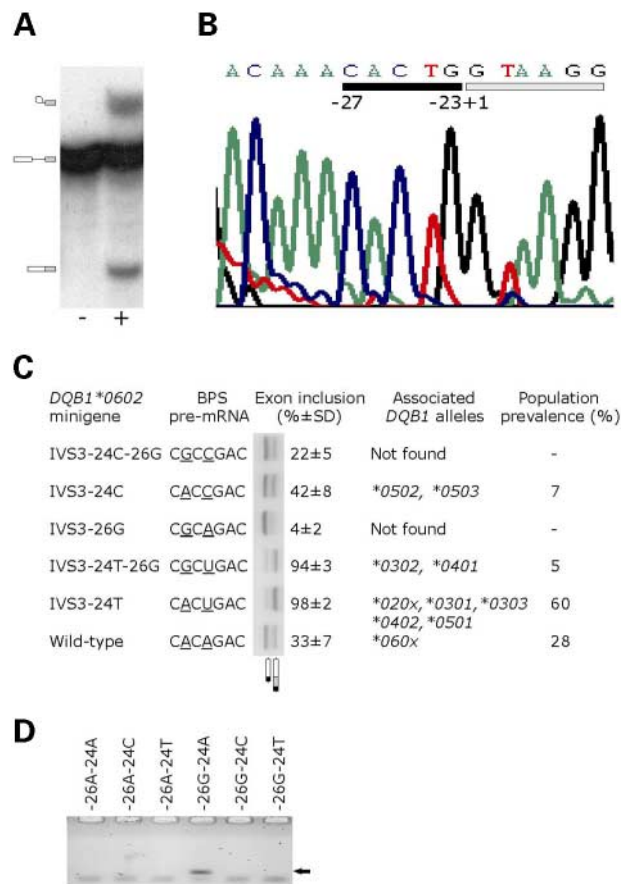 A
- +
B
A C A A A C A C T G G T A A G G
-27 -23+1
C
DQB1*0602 minigene BPS pre-mRNA Exon inclusion (%±SD) Associated DQB1 alleles Population prevalence (%)
IVS3-24C-26G CGCCGAC 22±5 Not found -
IVS3-24C CACCGAC 42±8 *0502, *0503 7
IVS3-26G CGCAGAC 4±2 Not found -
IVS3-24T-26G CGCUGAC 94±3 *0302, *0401 5
IVS3-24T CACUGAC 98±2 *020x, *0301, *0303 60
*0402, *0501
Wild-type CACAGAC 33±7 *060x 28
D
-26A-24A
-26A-24C
-26A-24T
-26G-24A
-26G-24C
-26G-24T